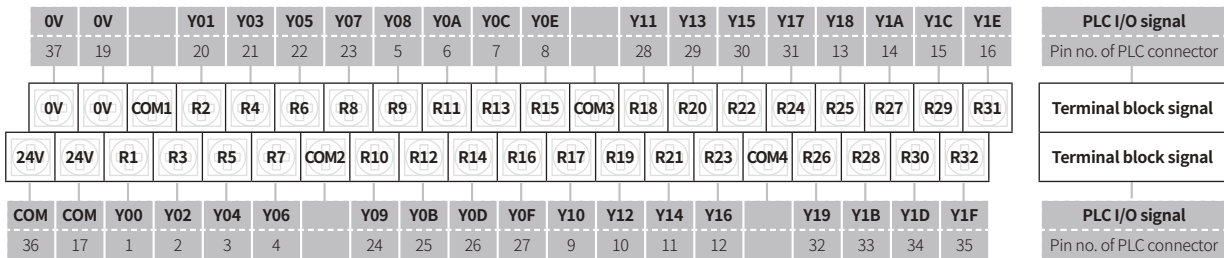 0V 0V Y01 Y03 Y05 Y07 Y08 Y0A Y0C Y0E Y11 Y13 Y15 Y17 Y18 Y1A Y1C Y1E PLC I/O signal
37 19 20 21 22 23 5 6 7 8 28 29 30 31 13 14 15 16 Pin no. of PLC connector
0V 0V COM1 R2 R4 R6 R8 R9 R11 R13 R15 COM3 R18 R20 R22 R24 R25 R27 R29 R31 Terminal block signal
24V 24V R1 R3 R5 R7 COM2 R10 R12 R14 R16 R17 R19 R21 R23 COM4 R26 R28 R30 R32 Terminal block signal
COM COM Y00 Y02 Y04 Y06 Y09 Y0B Y0D Y0F Y10 Y12 Y14 Y16 Y19 Y1B Y1D Y1F PLC I/O signal
36 17 1 2 3 4 24 25 26 27 9 10 11 12 32 33 34 35 Pin no. of PLC connector